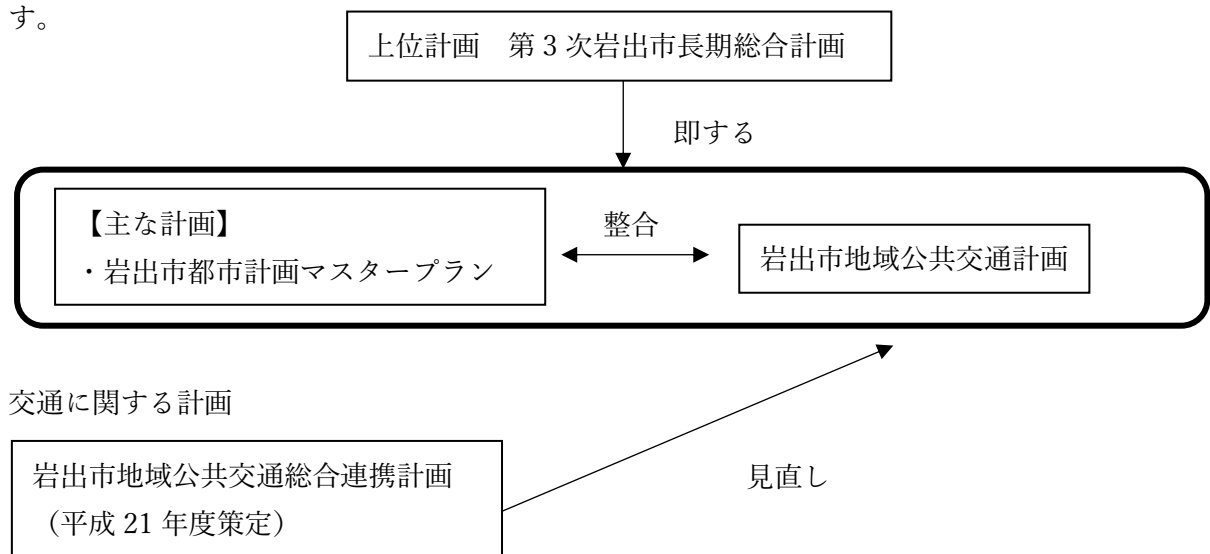 す。
上位計画　第 3 次岩出市長期総合計画
即する
【主な計画】
・岩出市都市計画マスタープラン
整合
岩出市地域公共交通計画
交通に関する計画
岩出市地域公共交通総合連携計画
（平成 21 年度策定）
見直し